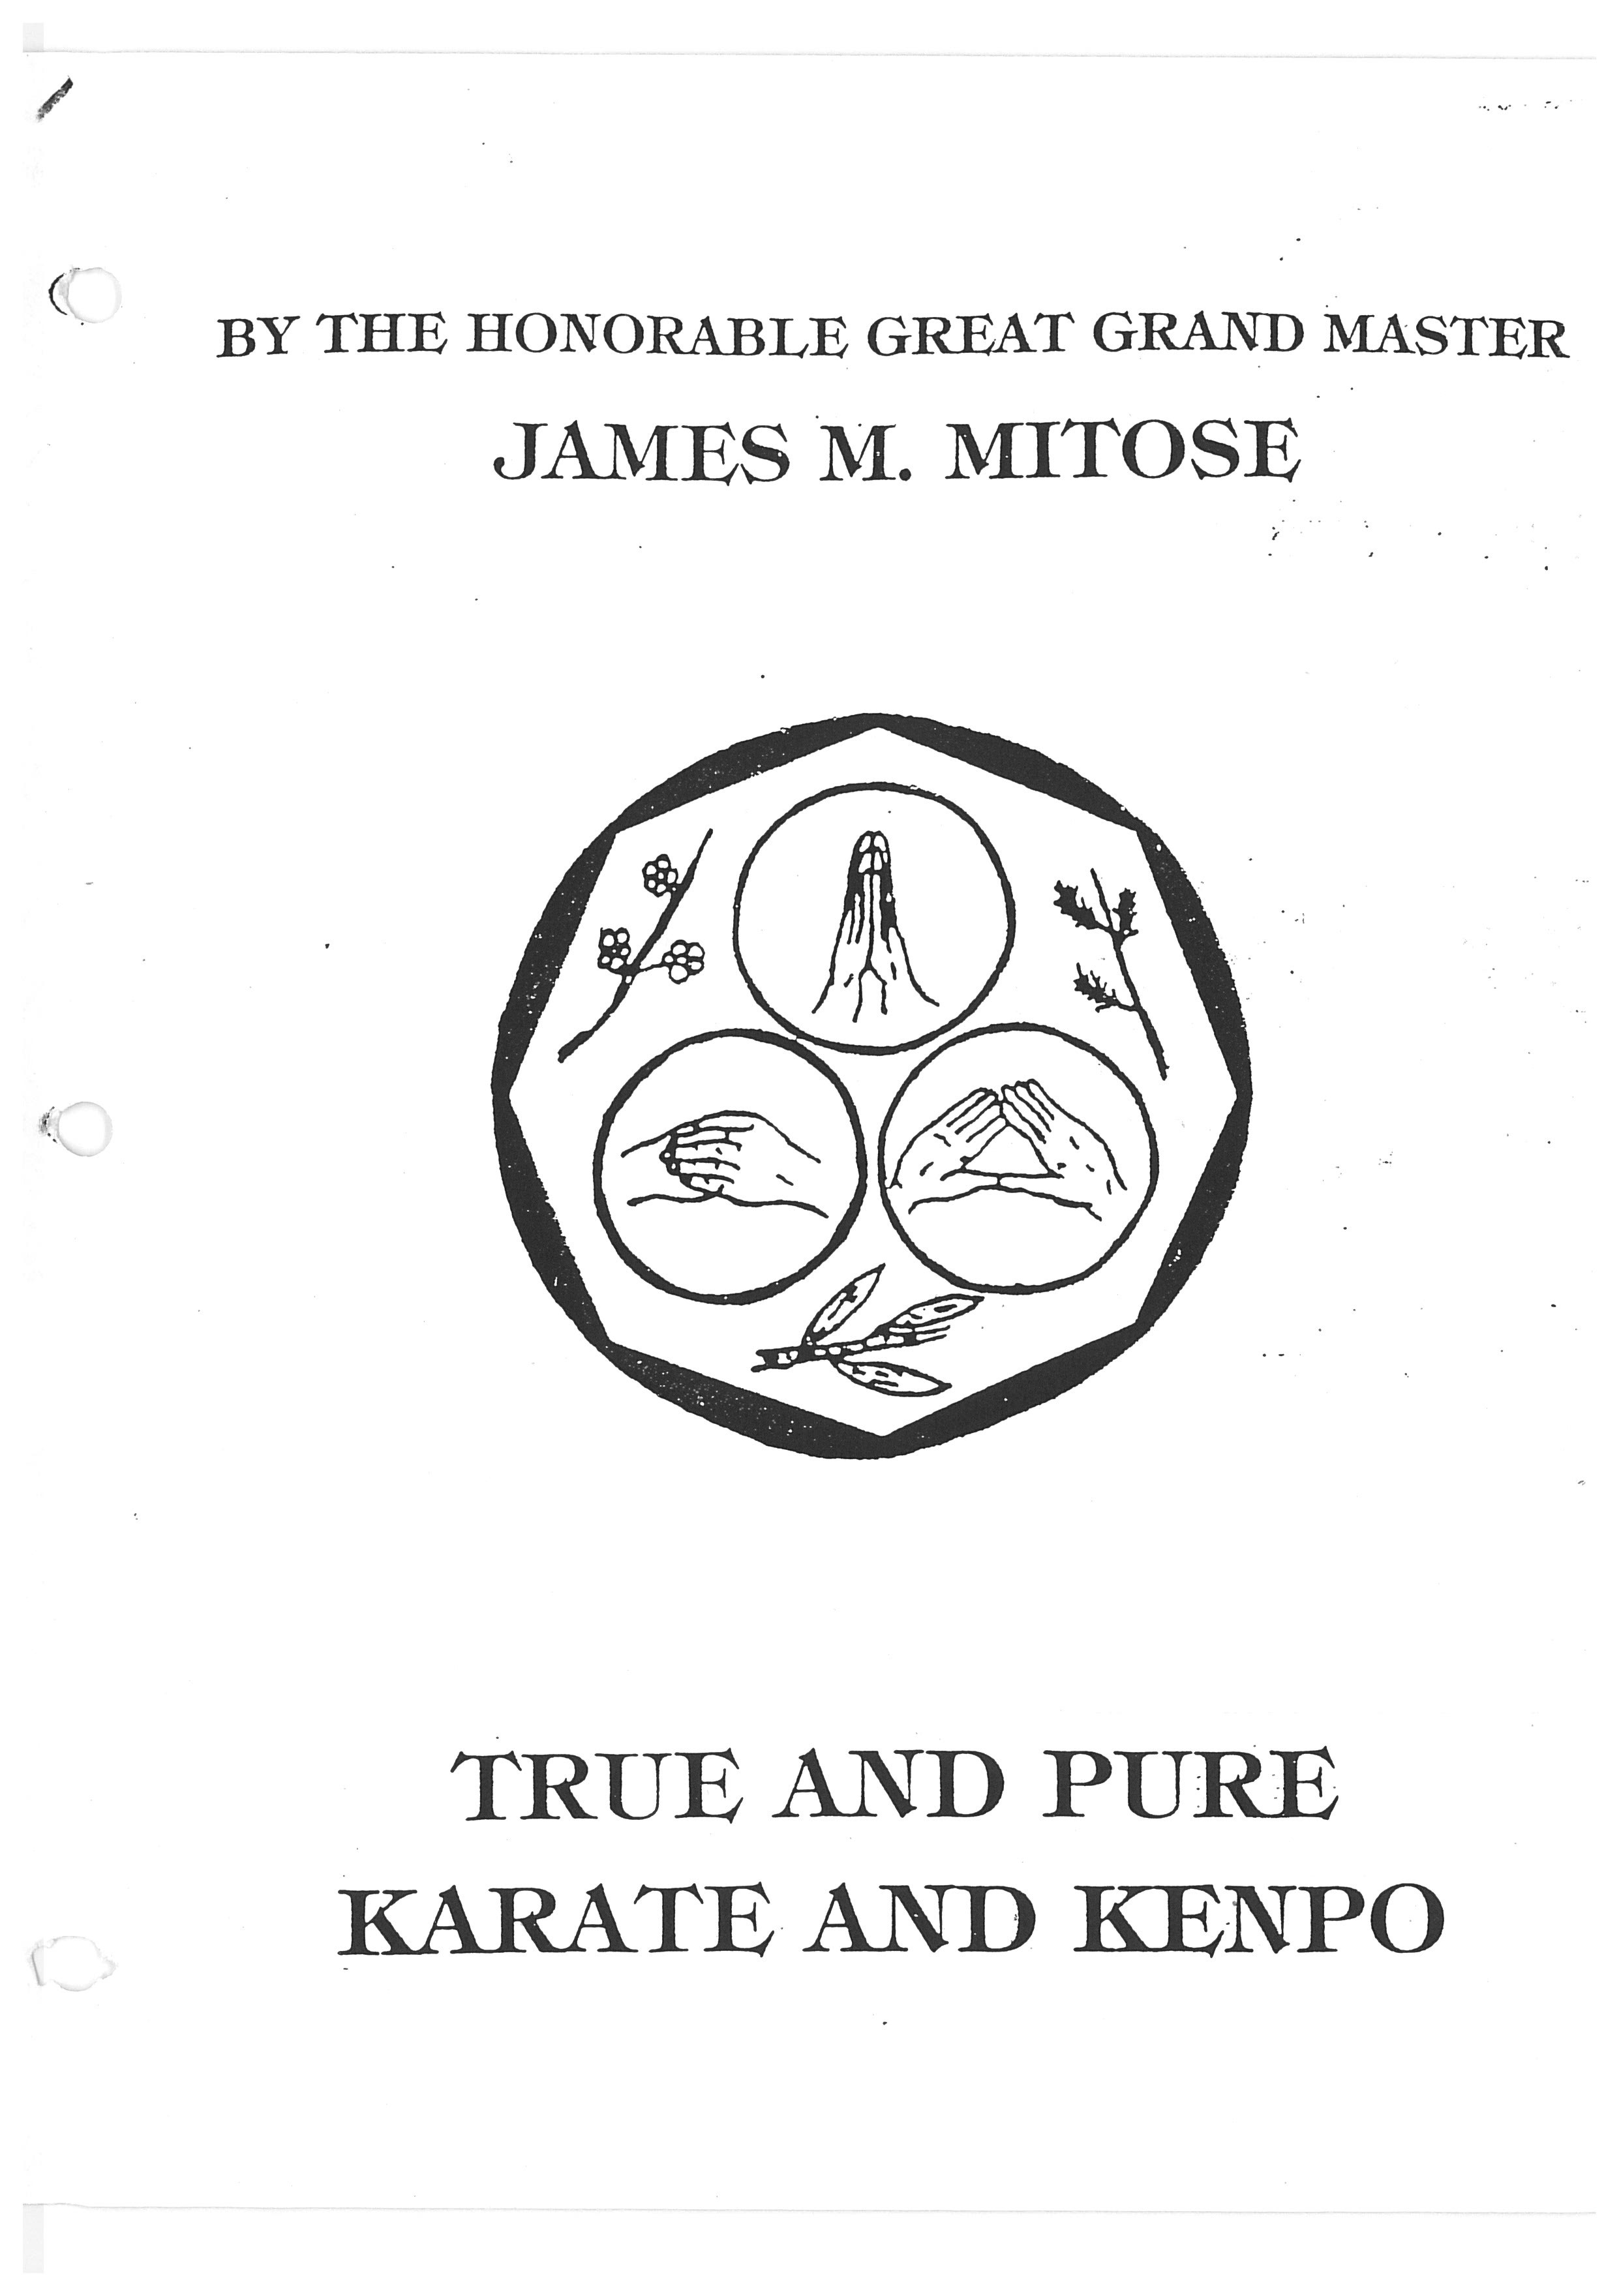 BY THE HONORABLE GREAT GRAND MASTER
JAMES M. MITOSE
TRUE AND PURE
KARATE AND KENPO